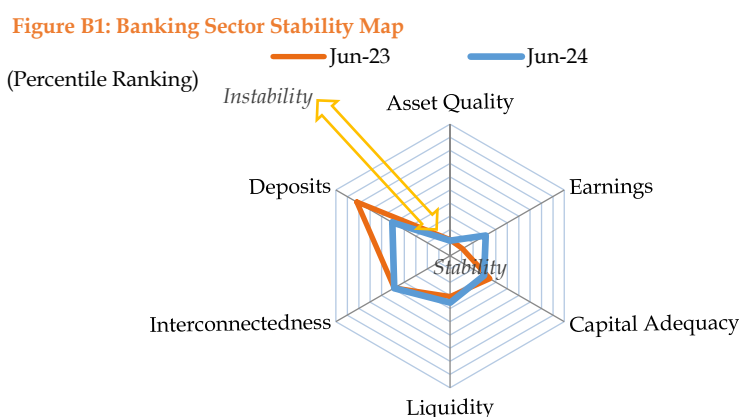 Figure B1: Banking Sector Stability Map
Jun-23
Jun-24
(Percentile Ranking)
Instability
Asset Quality
Deposits
Earnings
Stability
Interconnectedness
Capital Adequacy
Liquidity